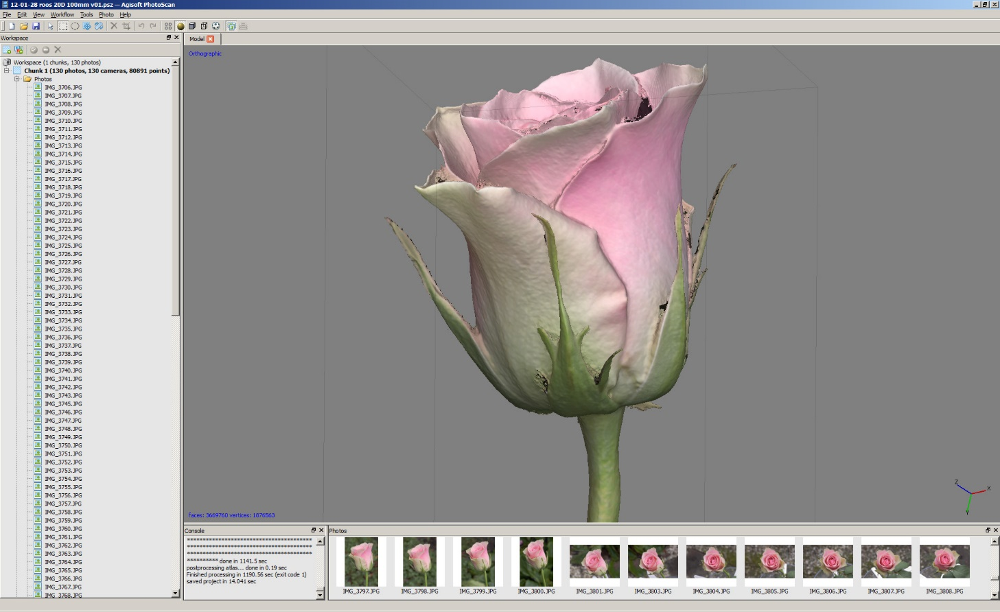 12-01-28 roos 20D 100mm v01.psz — Agisoft PhotoScan
File Edit View Workflow Tools Photo Help
Workspace
Workspace (1 chunks, 130 photos)
Chunk 1 (130 photos, 130 cameras, 80891 points)
Photos
IMG_3706.JPG
IMG_3707.JPG
IMG_3708.JPG
IMG_3709.JPG
IMG_3710.JPG
IMG_3711.JPG
IMG_3712.JPG
IMG_3713.JPG
IMG_3714.JPG
IMG_3715.JPG
IMG_3716.JPG
IMG_3717.JPG
IMG_3718.JPG
IMG_3719.JPG
IMG_3720.JPG
IMG_3721.JPG
IMG_3722.JPG
IMG_3723.JPG
IMG_3724.JPG
IMG_3725.JPG
IMG_3726.JPG
IMG_3727.JPG
IMG_3728.JPG
IMG_3729.JPG
IMG_3730.JPG
IMG_3731.JPG
IMG_3732.JPG
IMG_3733.JPG
IMG_3734.JPG
IMG_3735.JPG
IMG_3736.JPG
IMG_3737.JPG
IMG_3738.JPG
IMG_3739.JPG
IMG_3740.JPG
IMG_3741.JPG
IMG_3742.JPG
IMG_3743.JPG
IMG_3745.JPG
IMG_3746.JPG
IMG_3747.JPG
IMG_3748.JPG
IMG_3749.JPG
IMG_3750.JPG
IMG_3751.JPG
IMG_3752.JPG
IMG_3753.JPG
IMG_3754.JPG
IMG_3755.JPG
IMG_3756.JPG
IMG_3757.JPG
IMG_3758.JPG
IMG_3759.JPG
IMG_3760.JPG
IMG_3761.JPG
IMG_3762.JPG
IMG_3763.JPG
IMG_3764.JPG
IMG_3765.JPG
IMG_3766.JPG
IMG_3767.JPG
IMG_3768.JPG
Model
Orthographic
Z
X
Y
faces: 3669760 vertices: 1876563
Console
**************************************************
**************************************************
**************************************************
********** done in 1141.5 sec
postprocessing atlas... done in 0.19 sec
Finished processing in 1190.56 sec (exit code 1)
saved project in 14.041 sec
Photos
IMG_3797.JPG IMG_3798.JPG IMG_3799.JPG IMG_3800.JPG IMG_3801.JPG IMG_3803.JPG IMG_3804.JPG IMG_3805.JPG IMG_3806.JPG IMG_3807.JPG IMG_3808.JPG